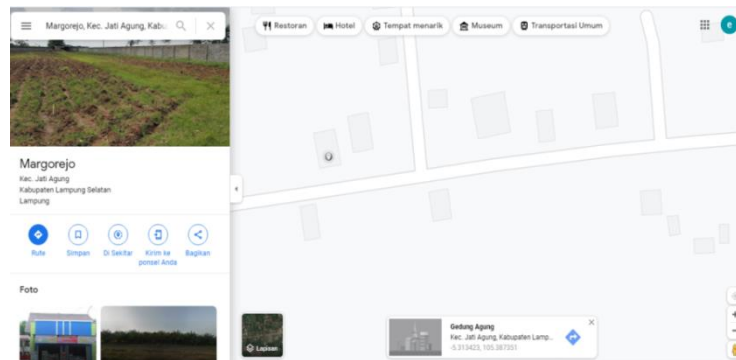 Margorejo, Kec. Jati Agung, Kabu
Restoran
Hotel
Tempat menarik
Museum
Transportasi Umum
e
Margorejo
Kec. Jati Agung
Kabupaten Lampung Selatan
Lampung
Rute
Simpan
Di Sekitar
Kirim ke
ponsel Anda
Bagikan
Foto
Lapisan
Gedung Agung
Kec. Jati Agung, Kabupaten Lamp...
-5.313423, 105.387351